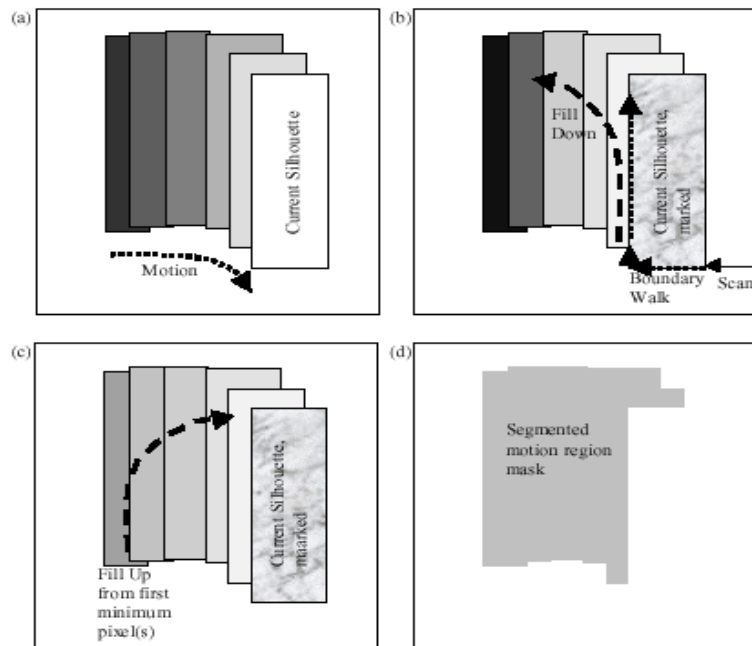 (a)
Current Silhouette
Motion
(b)
Fill
Down
Current Silhouette,
marked
Boundary
Walk
Scan
(c)
Current Silhouette,
maarked
Fill Up
from first
minimum
pixel(s)
(d)
Segmented
motion region
mask